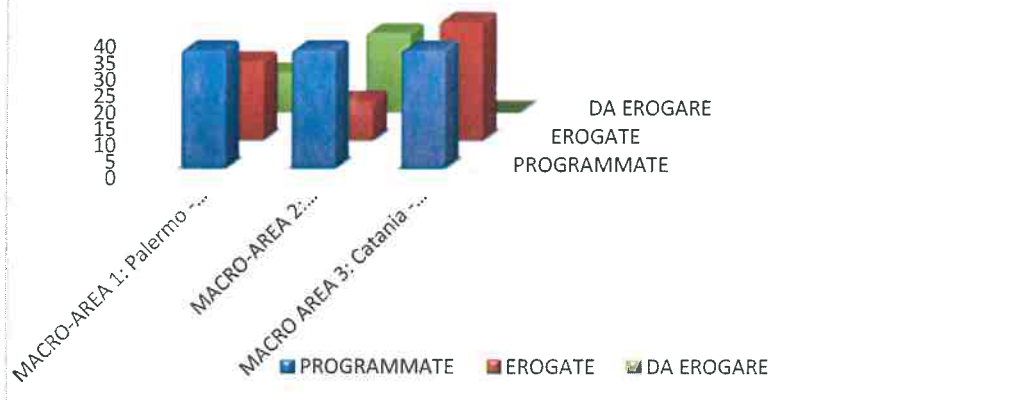 40
35
30
25
20
15
10
5
0
DA EROGARE
EROGATE
PROGRAMMATE
MACRO-AREA 1: Palermo -...
MACRO-AREA 2:...
MACRO AREA 3: Catania -...
PROGRAMMATE EROGATE DA EROGARE